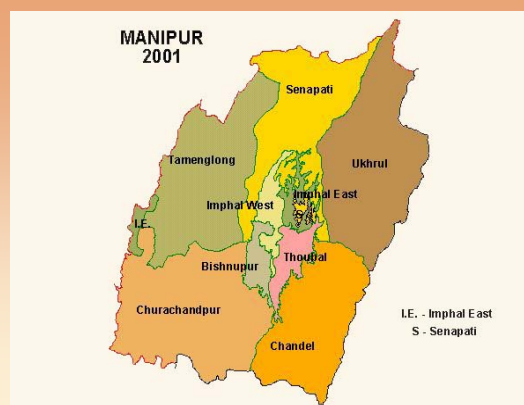 MANIPUR
2001
Senapati
Tamenglong
Ukhrul
Imphal East
Imphal West
S
I.E.
Thoubal
Bishnupur
Churachandpur
Chandel
I.E. - Imphal East
S - Senapati